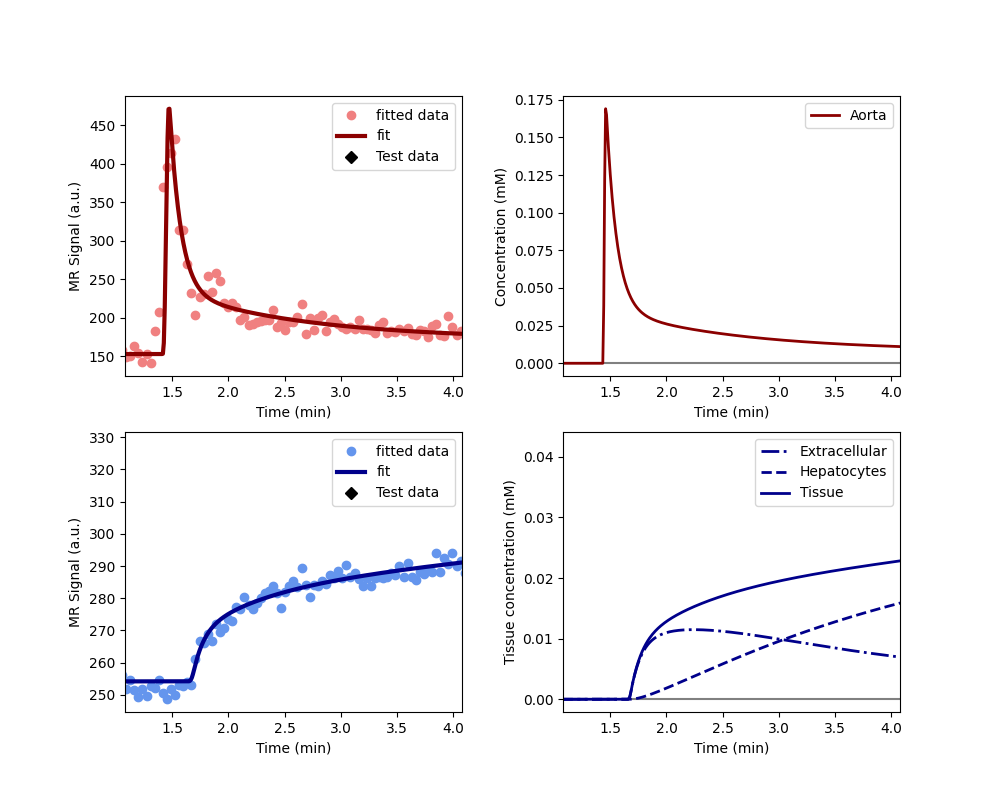 MR Signal (a.u.)
450
400
350
300
250
200
150
1.5 2.0 2.5 3.0 3.5 4.0
Time (min)
fitted data
fit
Test data
Concentration (mM)
0.175
0.150
0.125
0.100
0.075
0.050
0.025
0.000
1.5 2.0 2.5 3.0 3.5 4.0
Time (min)
Aorta
MR Signal (a.u.)
330
320
310
300
290
280
270
260
250
1.5 2.0 2.5 3.0 3.5 4.0
Time (min)
fitted data
fit
Test data
Tissue concentration (mM)
0.04
0.03
0.02
0.01
0.00
1.5 2.0 2.5 3.0 3.5 4.0
Time (min)
Extracellular
Hepatocytes
Tissue